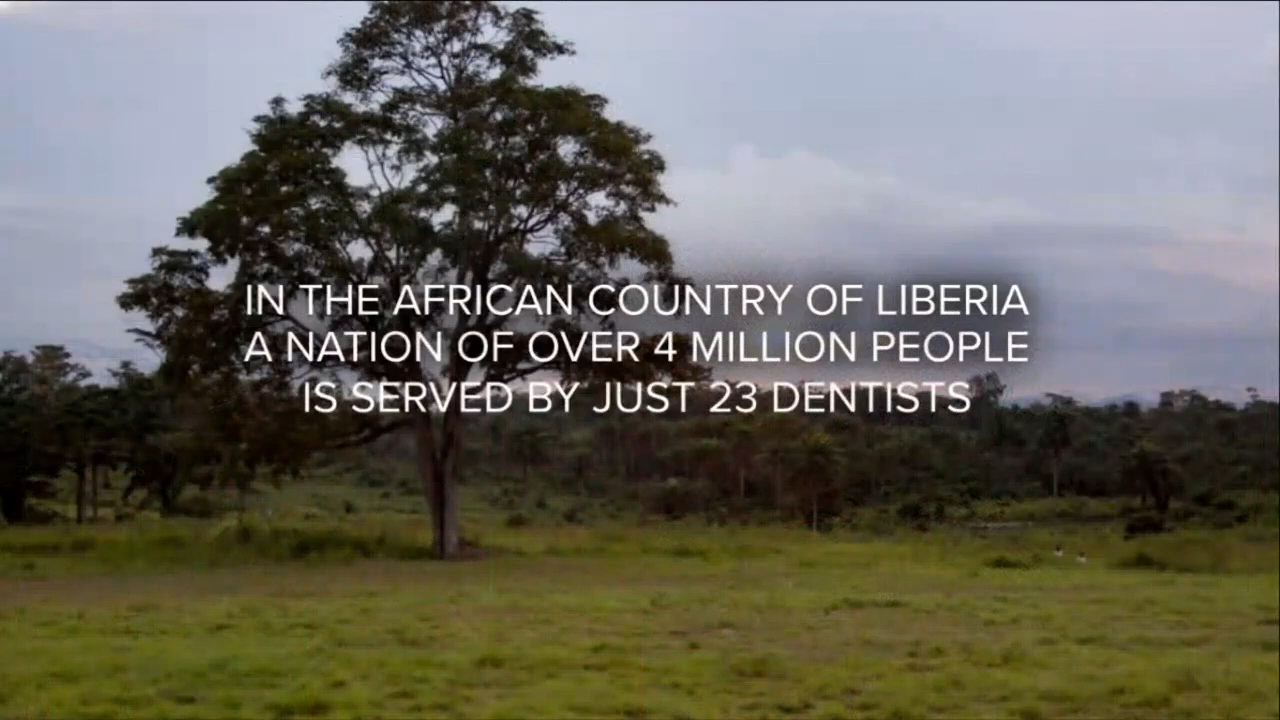 IN THE AFRICAN COUNTRY OF LIBERIA
A NATION OF OVER 4 MILLION PEOPLE
IS SERVED BY JUST 23 DENTISTS